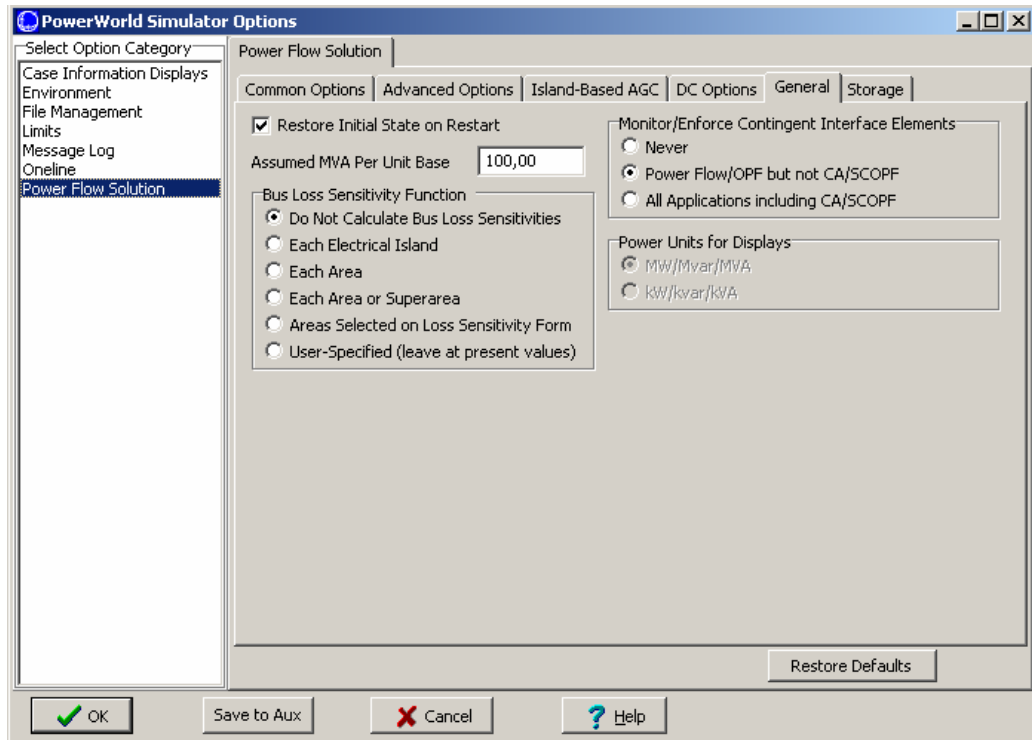 PowerWorld Simulator Options
Select Option Category
Case Information Displays
Environment
File Management
Limits
Message Log
Oneline
Power Flow Solution
Power Flow Solution
Common Options
Advanced Options
Island-Based AGC
DC Options
General
Storage
Restore Initial State on Restart
Assumed MVA Per Unit Base
100,00
Bus Loss Sensitivity Function
Do Not Calculate Bus Loss Sensitivities
Each Electrical Island
Each Area
Each Area or Superarea
Areas Selected on Loss Sensitivity Form
User-Specified (leave at present values)
Monitor/Enforce Contingent Interface Elements
Never
Power Flow/OPF but not CA/SCOPF
All Applications including CA/SCOPF
Power Units for Displays
MW/Mvar/MVA
kW/kvar/kVA
Restore Defaults
OK
Save to Aux
Cancel
Help